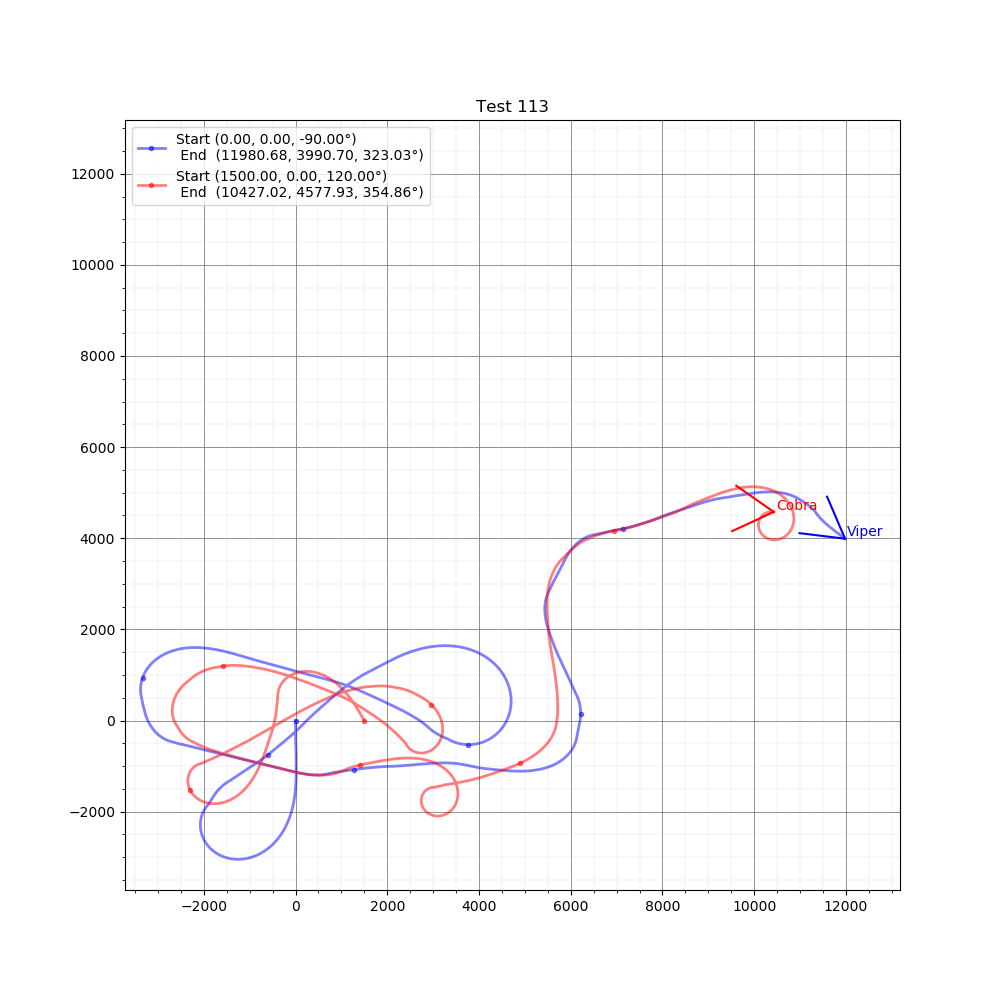 Test 113
Start (0.00, 0.00, -90.00°)
End (11980.68, 3990.70, 323.03°)
Start (1500.00, 0.00, 120.00°)
End (10427.02, 4577.93, 354.86°)
12000
10000
8000
6000
4000
2000
0
−2000
Cobra
Viper
−2000 0 2000 4000 6000 8000 10000 12000